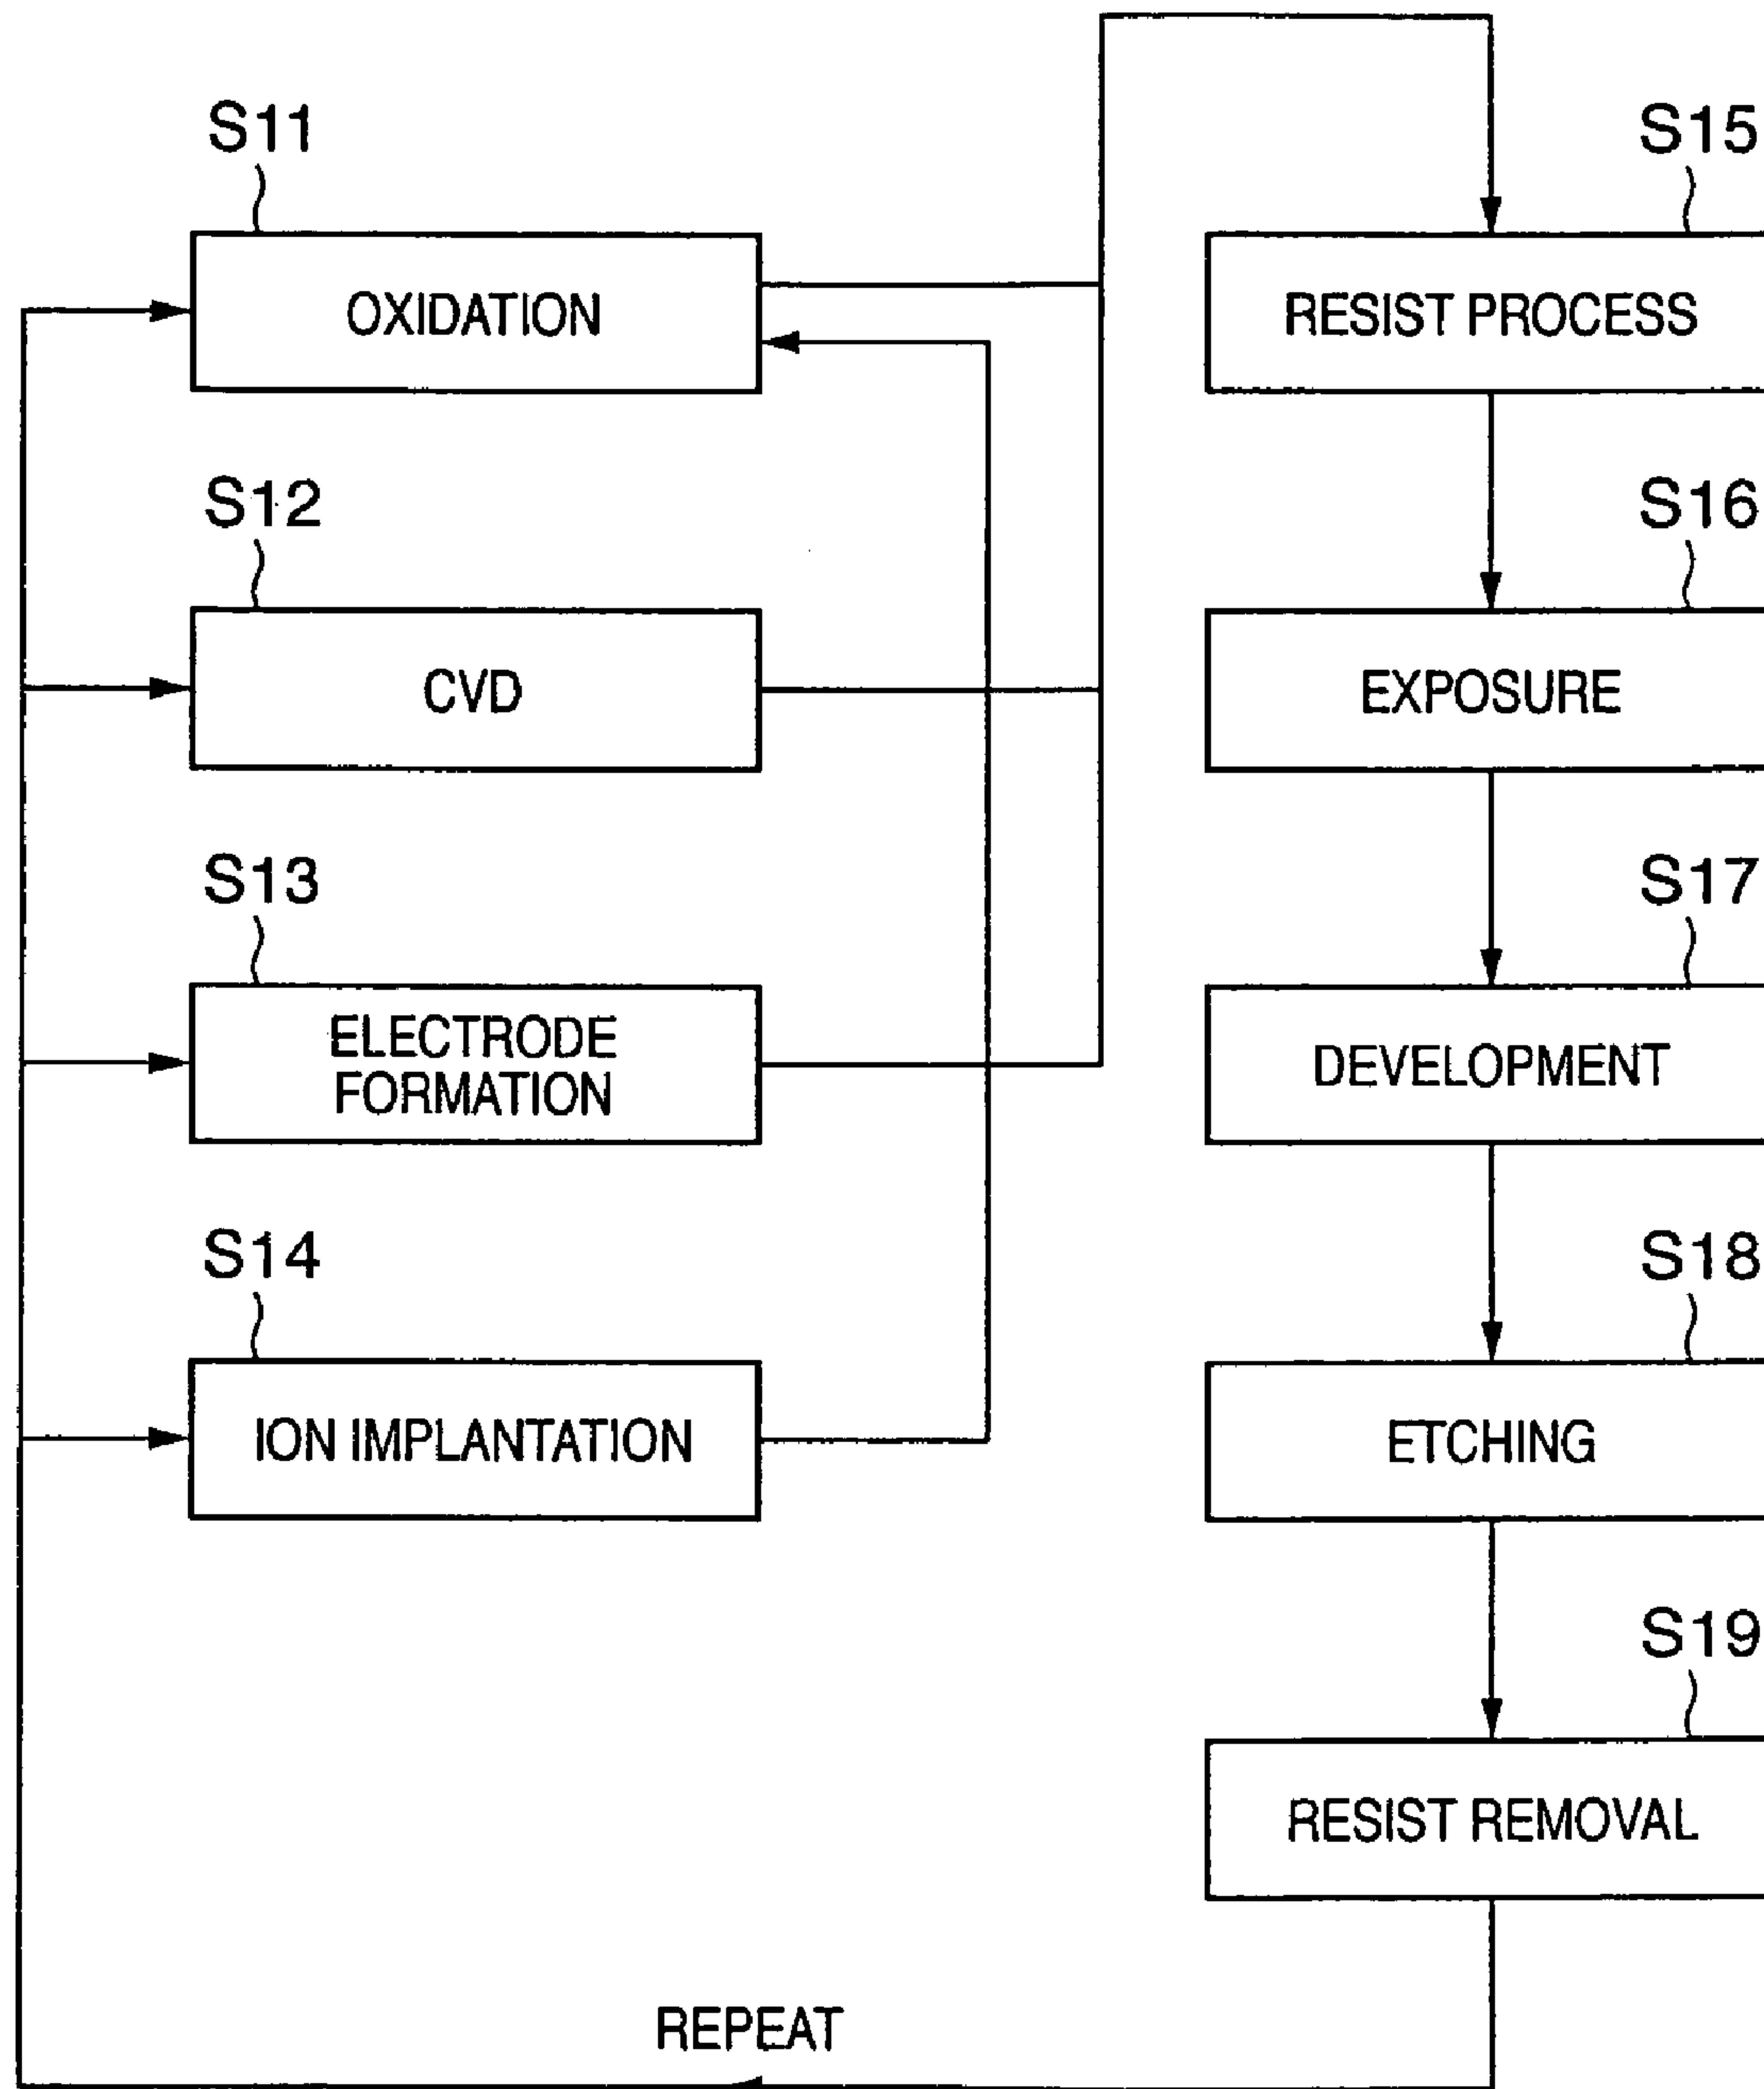 S11
OXIDATION
S12
CVD
S13
ELECTRODE
FORMATION
S14
ION IMPLANTATION
S15
RESIST PROCESS
S16
EXPOSURE
S17
DEVELOPMENT
S18
ETCHING
S19
RESIST REMOVAL
REPEAT